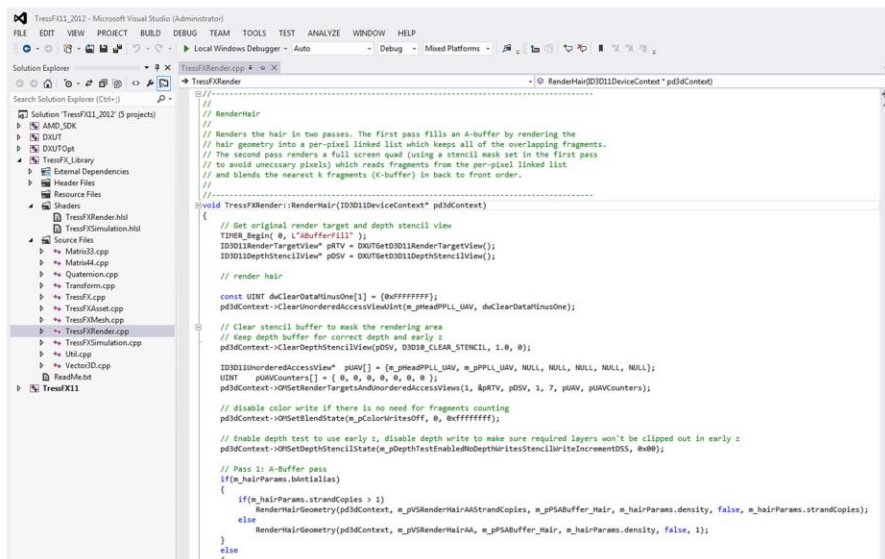 TressFX11_2012 - Microsoft Visual Studio (Administrator)
FILE EDIT VIEW PROJECT BUILD DEBUG TEAM TOOLS TEST ANALYZE WINDOW HELP
Local Windows Debugger Auto Debug Mixed Platforms
Solution Explorer
Search Solution Explorer (Ctrl+;)
Solution 'TressFX11_2012' (5 projects)
AMD_SDK
DXUT
DXUTOpt
TressFX_Library
External Dependencies
Header Files
Resource Files
Shaders
TressFXRender.hlsl
TressFXSimulation.hlsl
Source Files
Matrix33.cpp
Matrix44.cpp
Quaternion.cpp
Transform.cpp
TressFX.cpp
TressFXAsset.cpp
TressFXMesh.cpp
TressFXRender.cpp
TressFXSimulation.cpp
Util.cpp
Vector3D.cpp
ReadMe.txt
TressFX11
TressFXRender.cpp
TressFXRender RenderHair(ID3D11DeviceContext * pd3dContext)
//--------------------------------------------------------------------------------------
//
// RenderHair
//
// Renders the hair in two passes. The first pass fills an A-buffer by rendering the
// hair geometry into a per-pixel linked list which keeps all of the overlapping fragments.
// The second pass renders a full screen quad (using a stencil mask set in the first pass
// to avoid unecssary pixels) which reads fragments from the per-pixel linked list
// and blends the nearest k fragments (K-buffer) in back to front order.
//
//--------------------------------------------------------------------------------------
void TressFXRender::RenderHair(ID3D11DeviceContext* pd3dContext)
{
// Get original render target and depth stencil view
TIMER_Begin( 0, L"ABufferFill" );
ID3D11RenderTargetView* pRTV = DXUTGetD3D11RenderTargetView();
ID3D11DepthStencilView* pDSV = DXUTGetD3D11DepthStencilView();
// render hair
const UINT dwClearDataMinusOne[1] = {0xFFFFFFFF};
pd3dContext->ClearUnorderedAccessViewUint(m_pHeadPPLL_UAV, dwClearDataMinusOne);
// Clear stencil buffer to mask the rendering area
// Keep depth buffer for correct depth and early z
pd3dContext->ClearDepthStencilView(pDSV, D3D10_CLEAR_STENCIL, 1.0, 0);
ID3D11UnorderedAccessView* pUAV[] = {m_pHeadPPLL_UAV, m_pPPLL_UAV, NULL, NULL, NULL, NULL, NULL};
UINT pUAVCounters[] = { 0, 0, 0, 0, 0, 0, 0 };
pd3dContext->OMSetRenderTargetsAndUnorderedAccessViews(1, &pRTV, pDSV, 1, 7, pUAV, pUAVCounters);
// disable color write if there is no need for fragments counting
pd3dContext->OMSetBlendState(m_pColorWritesOff, 0, 0xffffffff);
// Enable depth test to use early z, disable depth write to make sure required layers won't be clipped out in early z
pd3dContext->OMSetDepthStencilState(m_pDepthTestEnabledNoDepthWritesStencilWriteIncrementDSS, 0x00);
// Pass 1: A-Buffer pass
if(m_hairParams.bAntialias)
{
if(m_hairParams.strandCopies > 1)
RenderHairGeometry(pd3dContext, m_pVSRenderHairAAStrandCopies, m_pPSABuffer_Hair, m_hairParams.density, false, m_hairParams.strandCopies);
else
RenderHairGeometry(pd3dContext, m_pVSRenderHairAA, m_pPSABuffer_Hair, m_hairParams.density, false, 1);
}
else